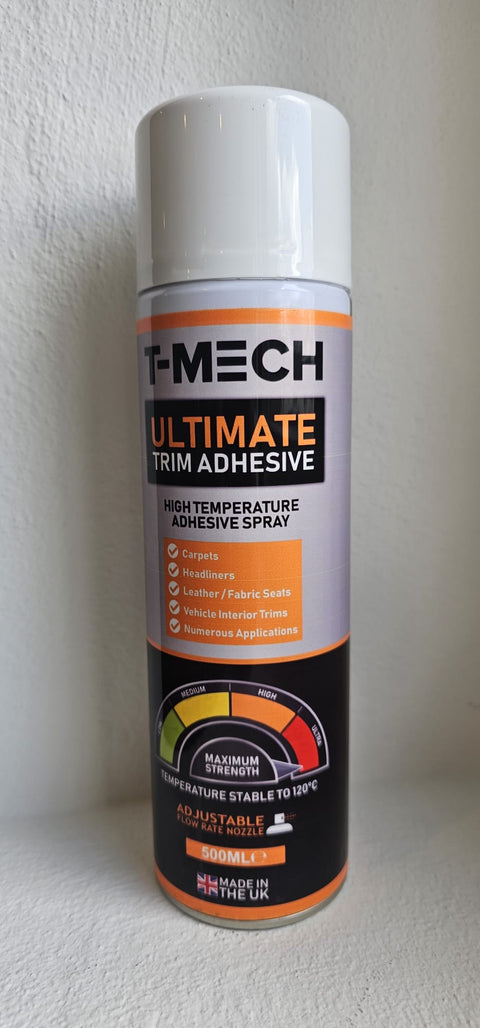 T-MECH
ULTIMATE
TRIM ADHESIVE
HIGH TEMPERATURE
ADHESIVE SPRAY
Carpets
Headliners
Leather / Fabric Seats
Vehicle Interior Trims
Numerous Applications
LOW MEDIUM HIGH ULTRA
MAXIMUM
STRENGTH
TEMPERATURE STABLE TO 120°C
ADJUSTABLE
FLOW RATE NOZZLE
500ML℮
MADE IN
THE UK